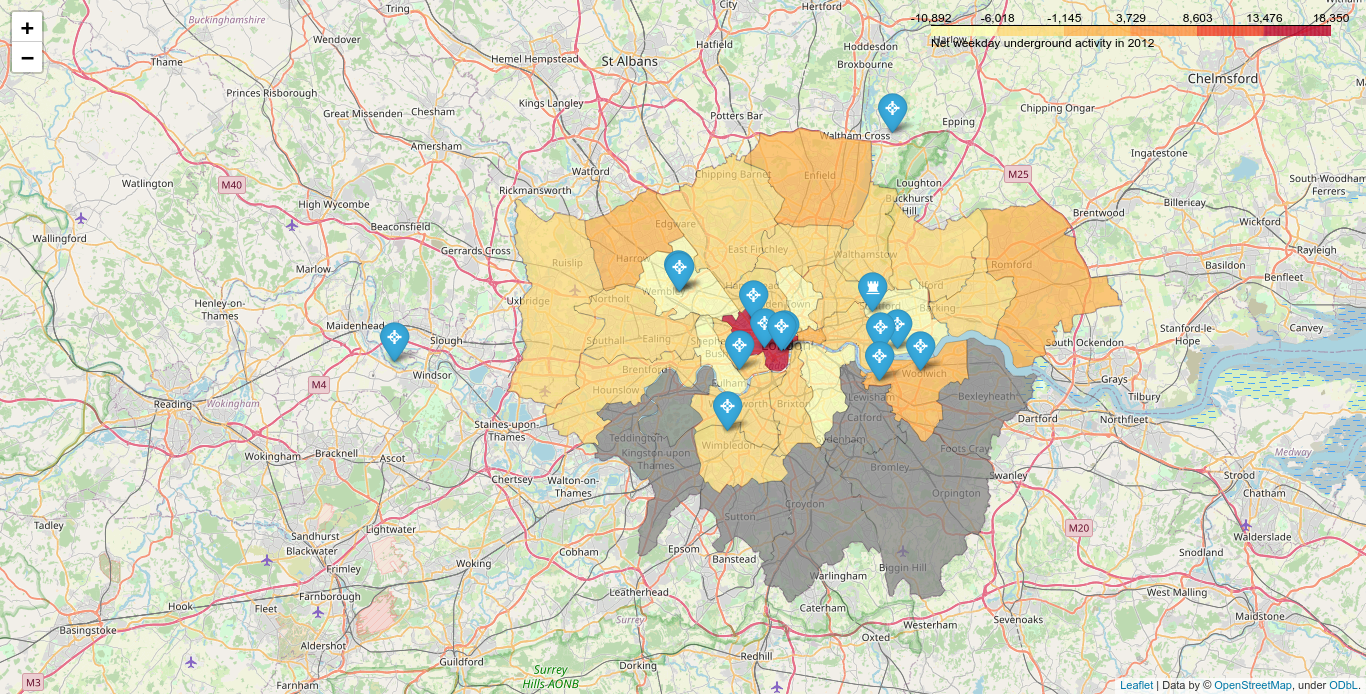 +
−
-10,892 -6,018 -1,145 3,729 8,603 13,476 18,350
Net weekday underground activity in 2012
Tring
City
Hertford
Buckinghamshire
Wendover
Hatfield
Hoddesdon
Harlow
Thame
Hemel Hempstead
St Albans
Broxbourne
Chelmsford
Princes Risborough
Kings Langley
Great Missenden
Chesham
Potters Bar
Chipping Ongar
Epping
Waltham Cross
Amersham
Ingatestone
Watford
Chipping Barnet
Enfield
M25
Watlington
M40
Rickmansworth
Loughton
South Woodham
Ferrers
High Wycombe
Buckhurst
Hill
Billericay
Brentwood
Beaconsfield
Edgware
Wickford
Wallingford
Gerrards Cross
East Finchley
Walthamstow
Rayleigh
Ruislip
Harrow
Romford
Basildon
Marlow
Benfleet
Wembley
Ilford
Henley-on-
Thames
Uxbridge
Northolt
Barking
Maidenhead
Stanford-le-
Hope
Canvey
Slough
Southall
Ealing
South Ockendon
Windsor
Brentford
Woolwich
Grays
M4
Fulham
Tilbury
Reading
Wokingham
Hounslow
Brixton
Lewisham
Bexleyheath
Staines-upon-
Thames
Catford
Dartford
Northfleet
Teddington
Wimbledon
Kingston upon
Thames
Foots Cray
Medway
Wokingham
Bracknell
Ascot
Bromley
Chertsey
Walton-on-
Thames
Swanley
Strood
Chatham
Orpington
Croydon
Sutton
Tadley
Lightwater
M20
Sandhurst
Blackwater
Walderslade
Cobham
Epsom
Banstead
Snodland
Frimley
Woking
Biggin Hill
Warlingham
Farnborough
Leatherhead
West Malling
Hook
Fleet
Caterham
Sevenoaks
Maidstone
Surrey
Westerham
Basingstoke
Aldershot
Oxted
Guildford
Dorking
Redhill
Surrey
Hills AONB
M3
Farnham
Leaflet | Data by © OpenStreetMap, under ODbL.